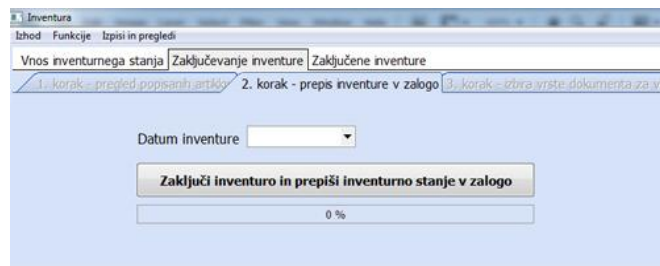 Inventura
Izhod Funkcije Izpisi in pregledi
Vnos inventurnega stanja Zaključevanje inventure Zaključene inventure
1. korak - pregled popisanih artiklov 2. korak - prepis inventure v zalogo 3. korak - izbira vrste dokumenta za v
Datum inventure
Zaključi inventuro in prepiši inventurno stanje v zalogo
0 %